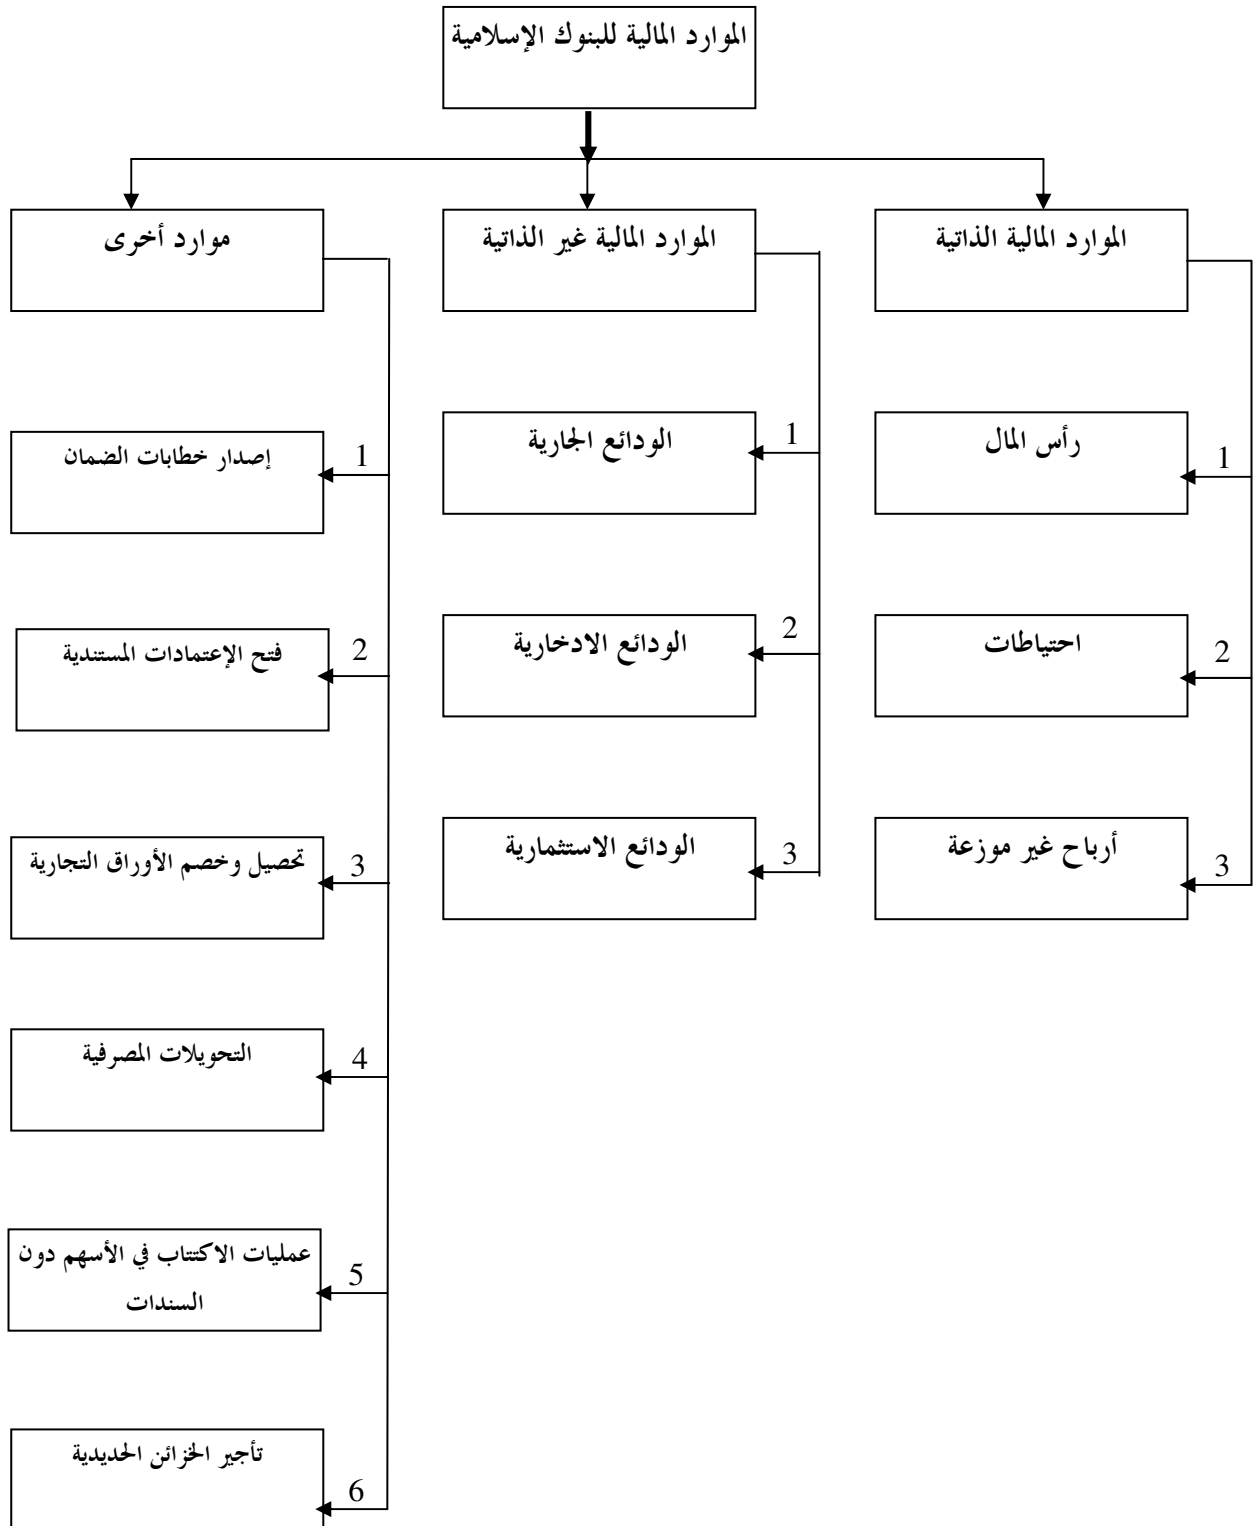 الموارد المالية للبنوك الإسلامية
الموارد المالية الذاتية
الموارد المالية غير الذاتية
موارد أخرى
رأس المال
1
احتياطات
2
أرباح غير موزعة
3
الودائع الجارية
1
الودائع الادخارية
2
الودائع الاستثمارية
3
إصدار خطابات الضمان
1
فتح الإعتمادات المستندية
2
تحصيل وخصم الأوراق التجارية
3
التحويلات المصرفية
4
عمليات الاكتتاب في الأسهم دون
السندات
5
تأجير الخزائن الحديدية
6